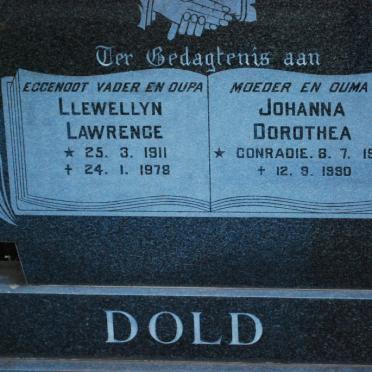 Ter Gedagtenis aan
EGGENOOT VADER EN OUPA
LLEWELLYN
LAWRENCE
★ 25. 3. 1911
✝ 24. 1. 1978
MOEDER EN OUMA
JOHANNA
DOROTHEA
★ CONRADIE. 8. 7. 19
✝ 12. 9. 1990
DOLD